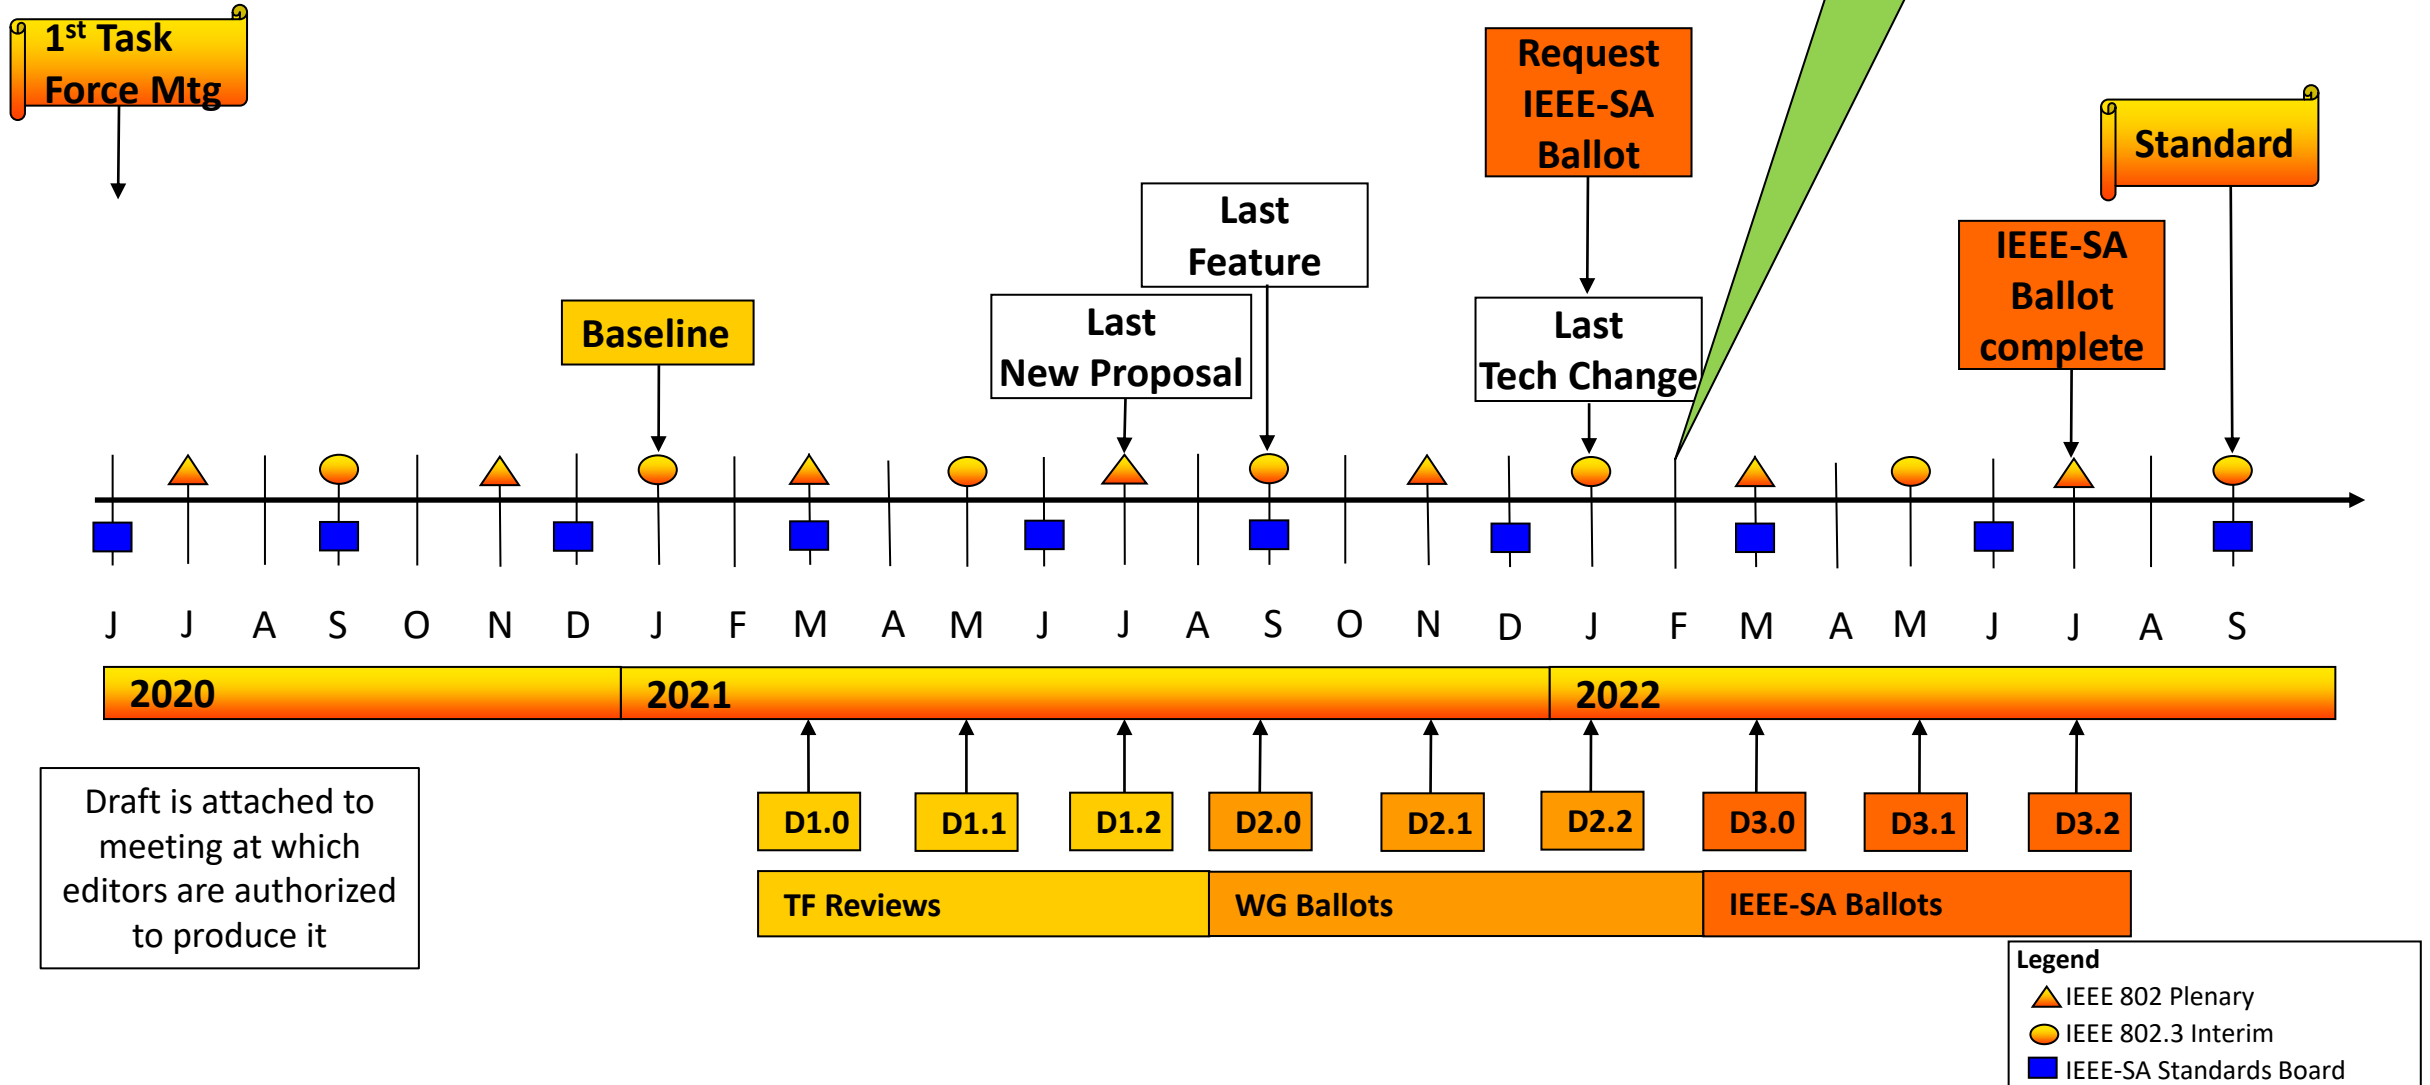 1st Task
Force Mtg
Request
IEEE-SA
Ballot
Standard
Last
Feature
IEEE-SA
Ballot
complete
Baseline
Last
New Proposal
Last
Tech Change
J J A S O N D J F M A M J J A S O N D J F M A M J J A S
2020 2021 2022
D1.0 D1.1 D1.2 D2.0 D2.1 D2.2 D3.0 D3.1 D3.2
Draft is attached to
meeting at which
editors are authorized
to produce it
TF Reviews WG Ballots IEEE-SA Ballots
Legend
IEEE 802 Plenary
IEEE 802.3 Interim
IEEE-SA Standards Board